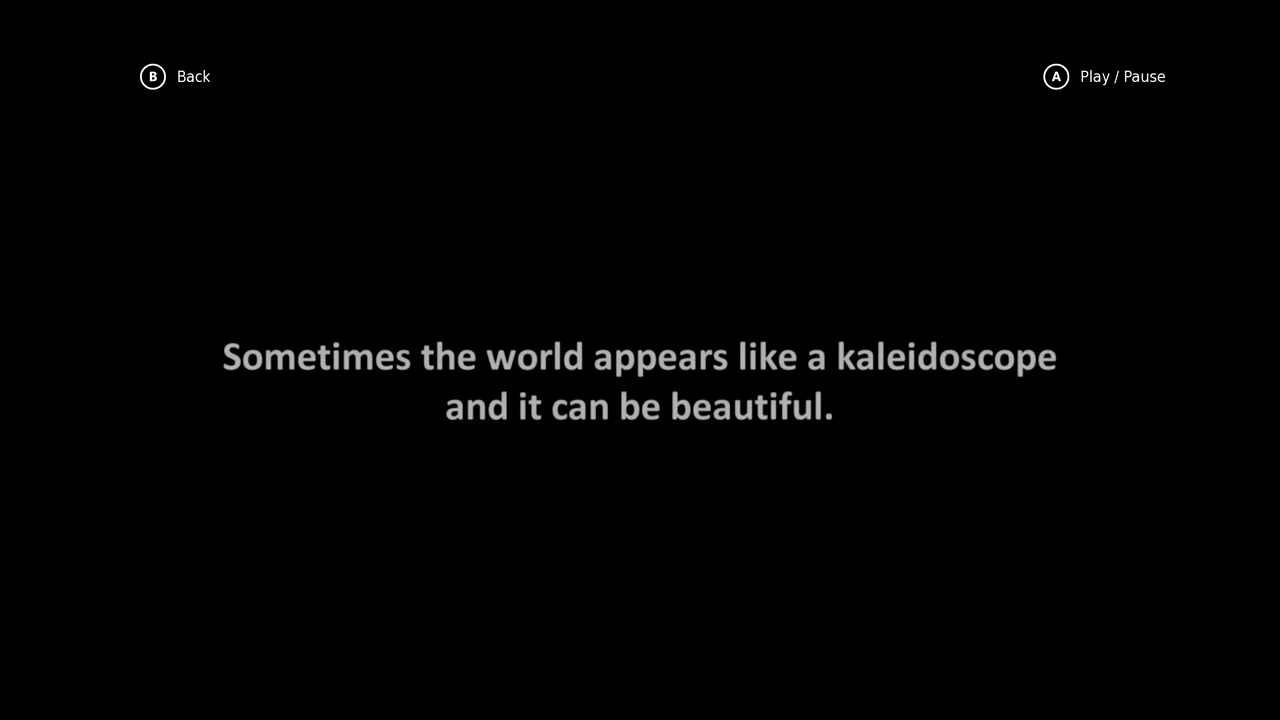 B Back
A Play / Pause
Sometimes the world appears like a kaleidoscope
and it can be beautiful.